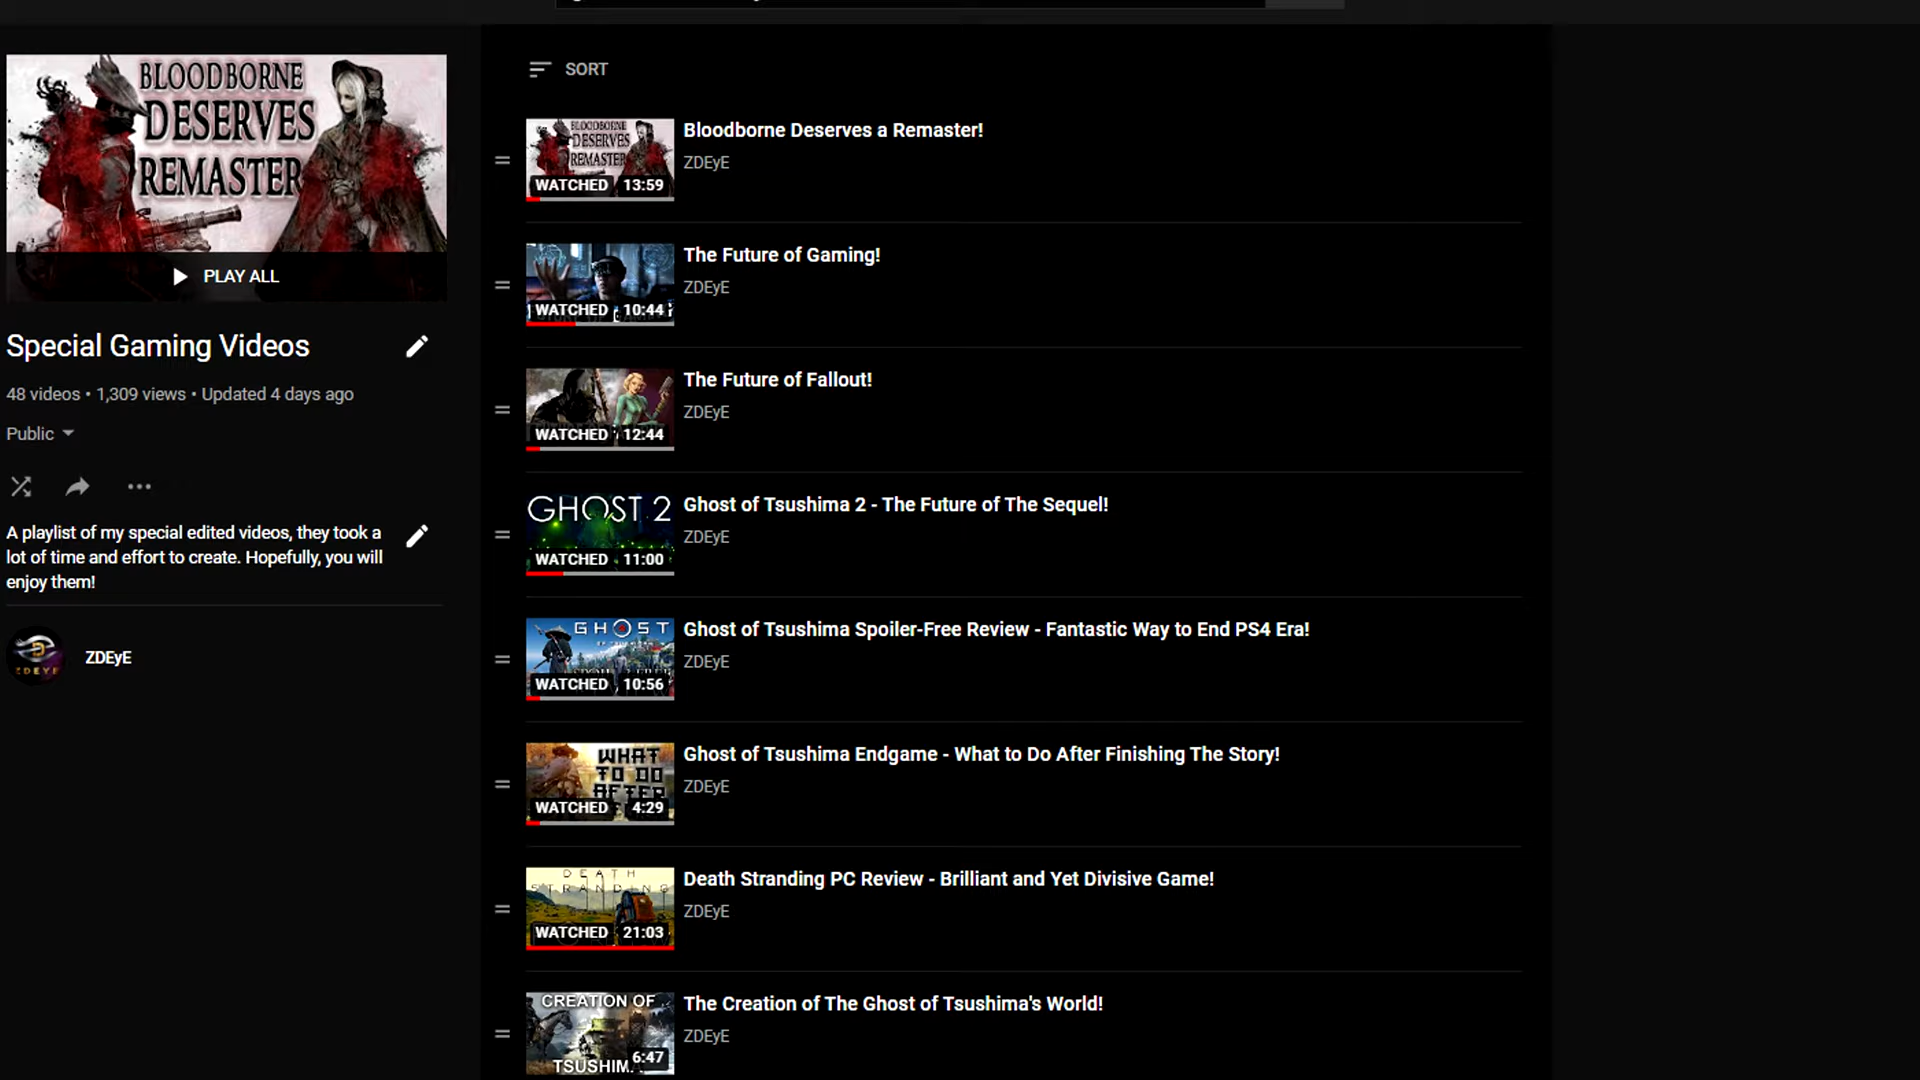 BLOODBORNE
DESERVES
REMASTER
PLAY ALL
Special Gaming Videos
48 videos • 1,309 views • Updated 4 days ago
Public
A playlist of my special edited videos, they took a
lot of time and effort to create. Hopefully, you will
enjoy them!
ZDEYE
ZDEyE
SORT
BLOODBORNE
DESERVES
REMASTER
WATCHED 13:59
Bloodborne Deserves a Remaster!
ZDEyE
WATCHED 10:44
The Future of Gaming!
ZDEyE
WATCHED 12:44
The Future of Fallout!
ZDEyE
GHOST 2
WATCHED 11:00
Ghost of Tsushima 2 - The Future of The Sequel!
ZDEyE
GHOST
WATCHED 10:56
Ghost of Tsushima Spoiler-Free Review - Fantastic Way to End PS4 Era!
ZDEyE
WHAT
TO DO
AFTER
WATCHED 4:29
Ghost of Tsushima Endgame - What to Do After Finishing The Story!
ZDEyE
DEATH
STRANDING
WATCHED 21:03
Death Stranding PC Review - Brilliant and Yet Divisive Game!
ZDEyE
CREATION OF
TSUSHIM
6:47
The Creation of The Ghost of Tsushima's World!
ZDEyE